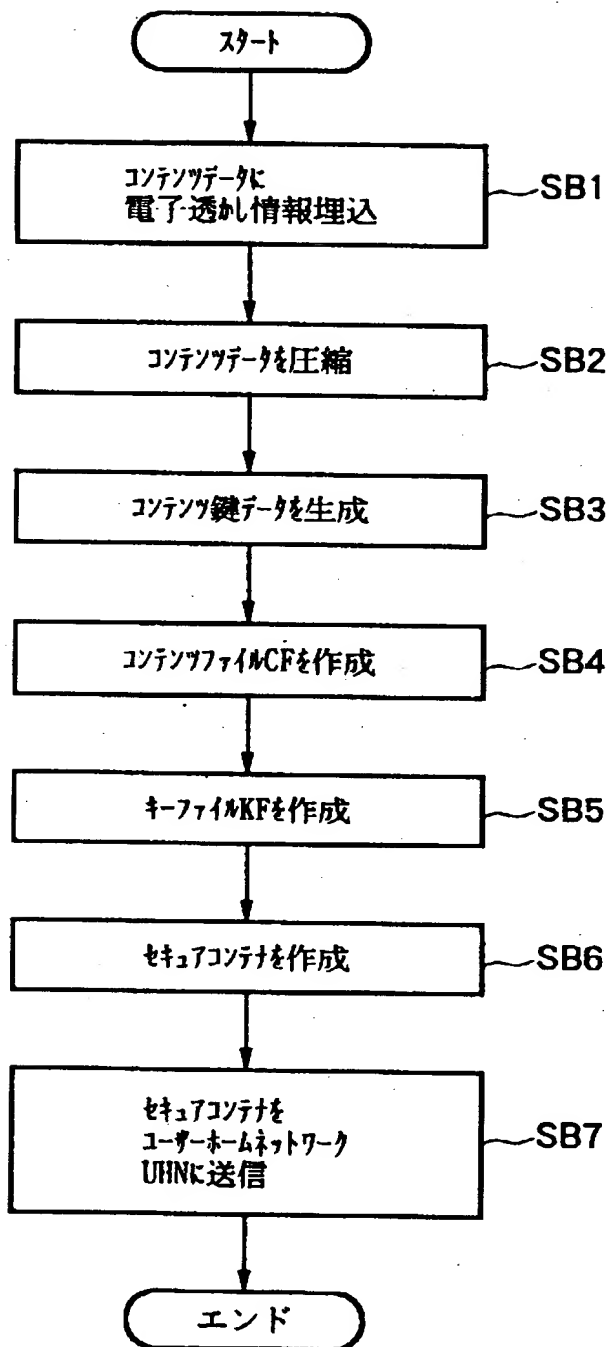 スタート
コンテンツデータに
電子透かし情報埋込
SB1
コンテンツデータを圧縮
SB2
コンテンツ鍵データを生成
SB3
コンテンツファイルCFを作成
SB4
キーファイルKFを作成
SB5
セキュアコンテナを作成
SB6
セキュアコンテナを
ユーザーホームネットワーク
UHNに送信
SB7
エンド